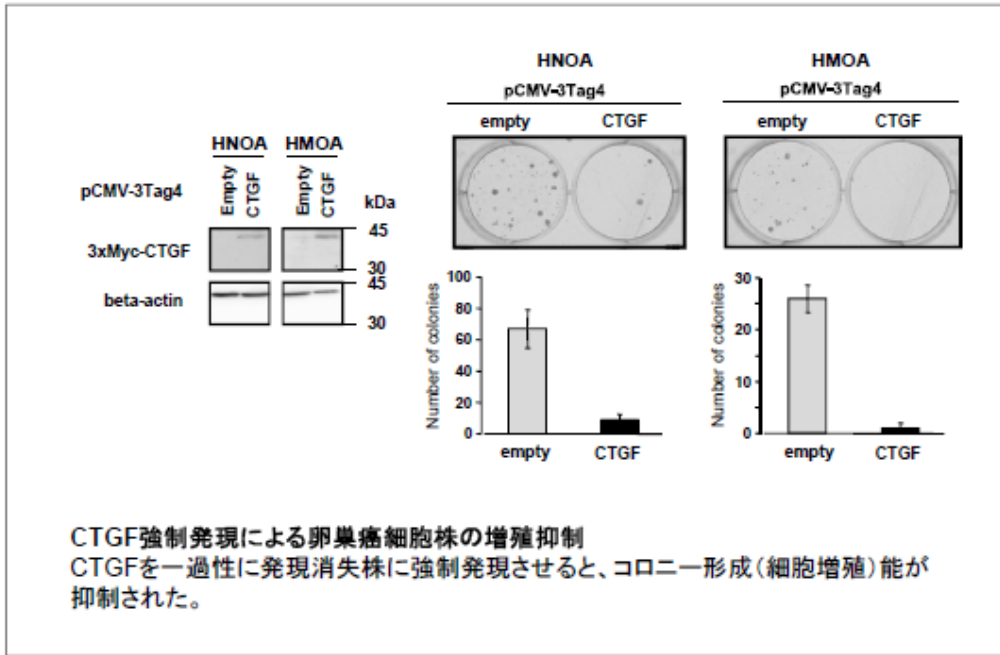 HNOA
pCMV-3Tag4
empty CTGF
HMOA
pCMV-3Tag4
empty CTGF
HNOA HMOA
pCMV-3Tag4
Empty
CTGF
Empty
CTGF
kDa
3xMyc-CTGF
45
30
beta-actin
45
30
Number of colonies
100
80
60
40
20
0
empty CTGF
Number of colonies
30
20
10
0
empty CTGF
CTGF強制発現による卵巣癌細胞株の増殖抑制
CTGFを一過性に発現消失株に強制発現させると、コロニー形成(細胞増殖)能が
抑制された。